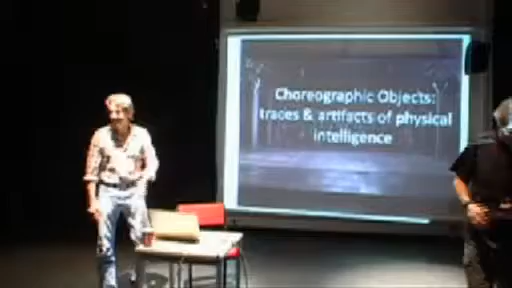 Choreographic Objects:
traces & artifacts of physical
intelligence